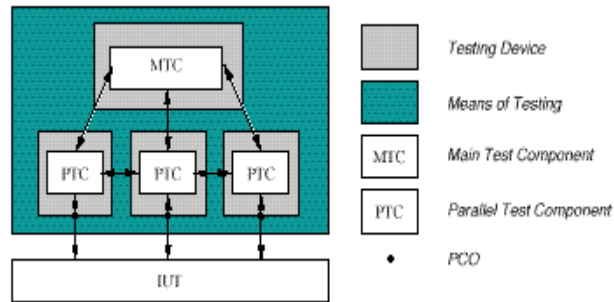 MTC
PTC
PTC
PTC
IUT
Testing Device
Means of Testing
MTC
Main Test Component
PTC
Parallel Test Component
PCO